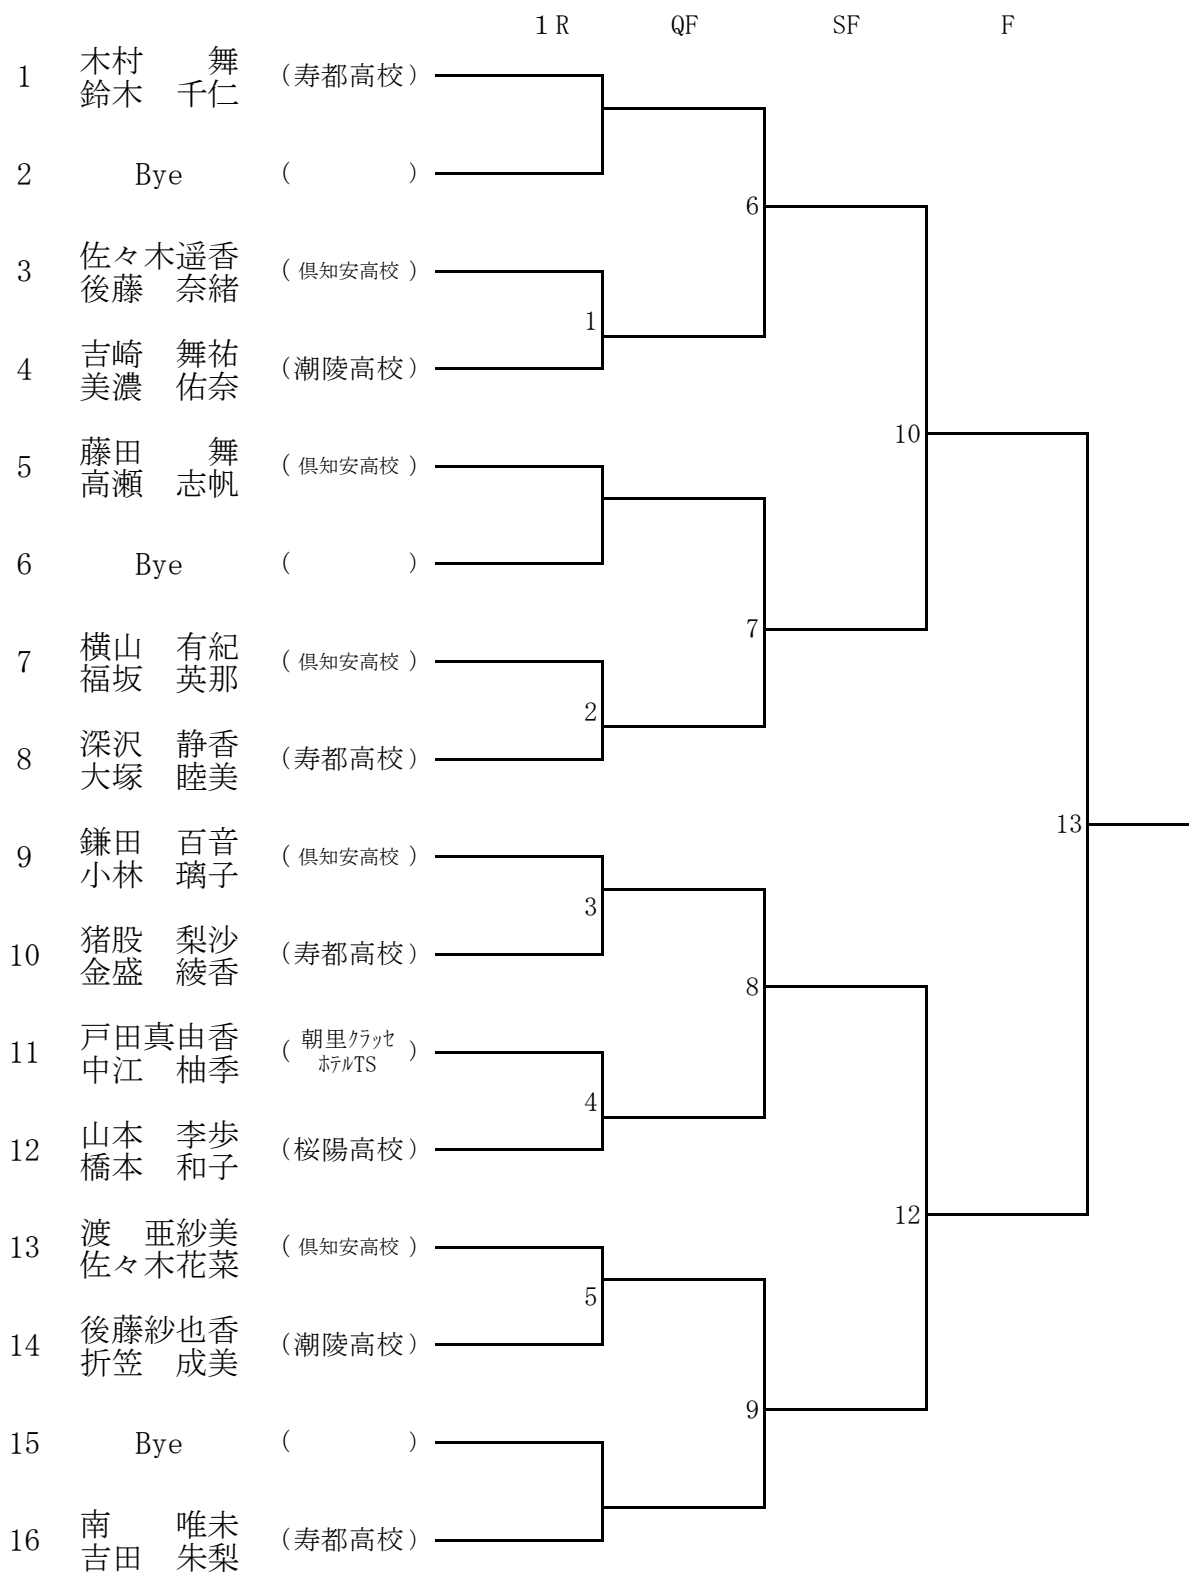 １R QF SF F
1 木村　　舞 (寿都高校)
鈴木　千仁
2 Bye (　　　)
6
3 佐々木遥香 (倶知安高校)
後藤　奈緒
1
4 吉崎　舞祐 (潮陵高校)
美濃　佑奈
10
5 藤田　　舞 (倶知安高校)
高瀬　志帆
6 Bye (　　　)
7
7 横山　有紀 (倶知安高校)
福坂　英那
2
8 深沢　静香 (寿都高校)
大塚　睦美
13
9 鎌田　百音 (倶知安高校)
小林　璃子
3
10 猪股　梨沙 (寿都高校)
金盛　綾香
8
11 戸田真由香 (朝里ｸﾗｯｾ
中江　柚季 ﾎﾃﾙTS)
4
12 山本　李歩 (桜陽高校)
橋本　和子
12
13 渡　亜紗美 (倶知安高校)
佐々木花菜
5
14 後藤紗也香 (潮陵高校)
折笠　成美
9
15 Bye (　　　)
16 南　　唯未 (寿都高校)
吉田　朱梨